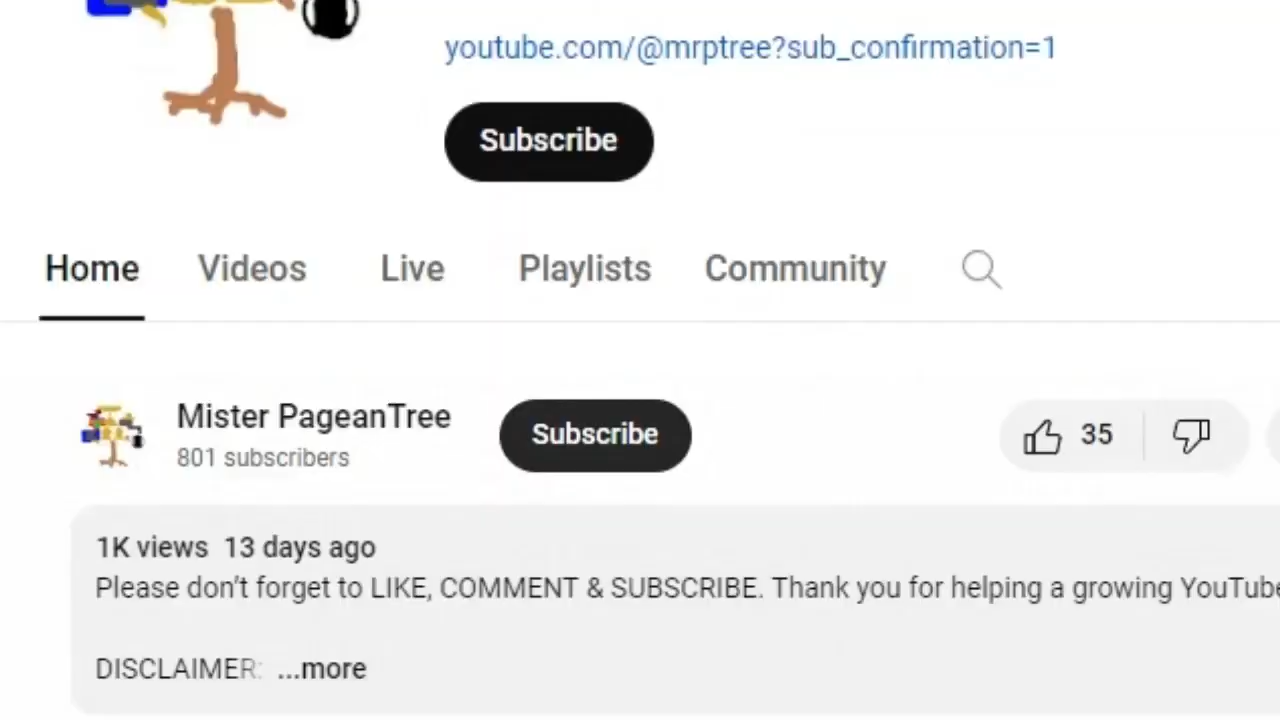 youtube.com/@mrptree?sub_confirmation=1
Subscribe
Home Videos Live Playlists Community
Mister PageanTree
801 subscribers
Subscribe
35
1K views 13 days ago
Please don't forget to LIKE, COMMENT & SUBSCRIBE. Thank you for helping a growing YouTube
DISCLAIMER: ...more